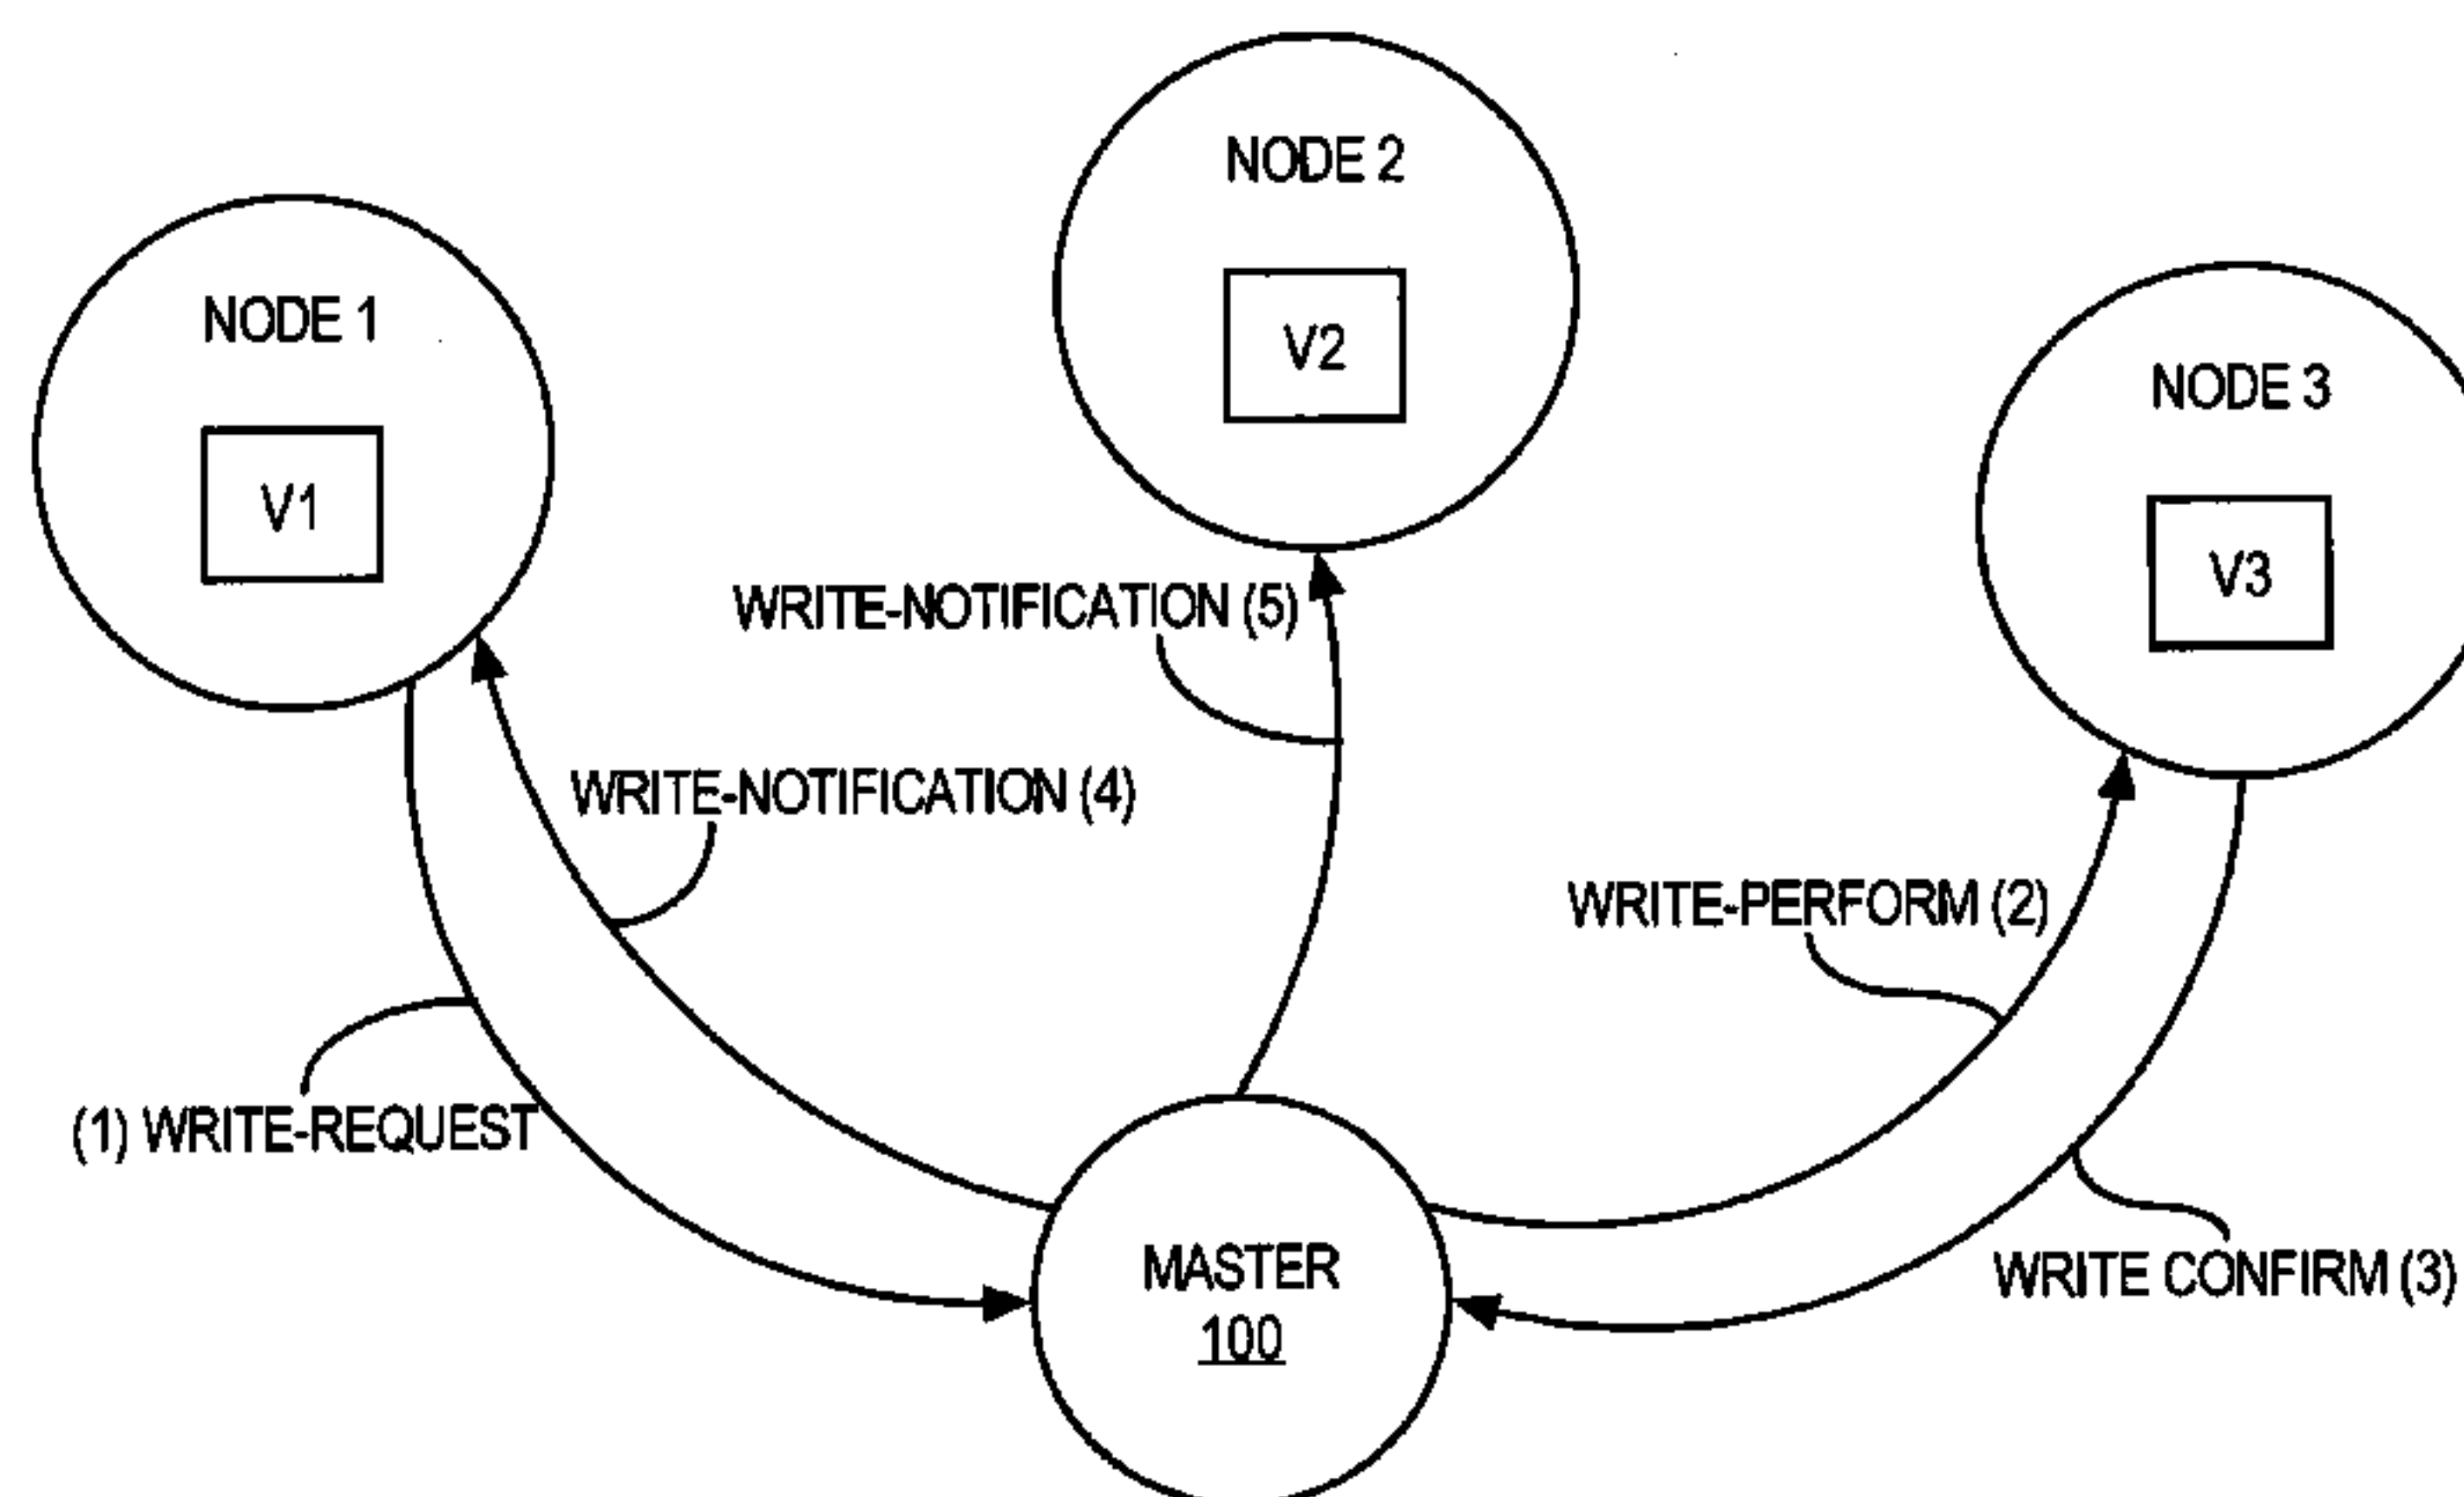 NODE 2
NODE 1
V2
NODE 3
V1
V3
WRITE-NOTIFICATION (5)
WRITE-NOTIFICATION (4)
WRITE-PERFORM (2)
(1) WRITE-REQUEST
MASTER
100
WRITE CONFIRM (3)